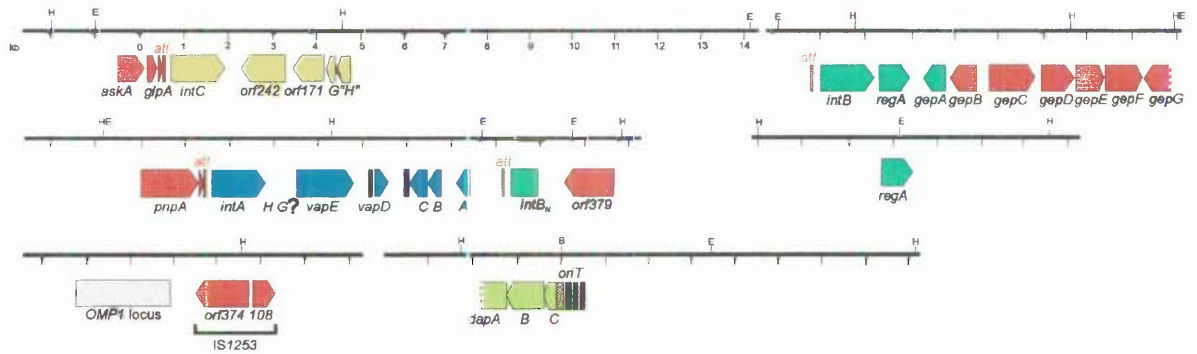 H E H E E H H HE
kb 0 1 2 3 4 5 6 7 8 9 10 11 12 13 14
att att
askA glpA intC orf242 orf171 G"H" intB regA gepA gepB gepC gepD gepE gepF gepG
HE H E E H H E H
att att
pnpA intA H G? vapE vapD C B A intBN orf379 regA
H H B E H
oriT
OMP1 locus orf374 108 dapA B C
IS1253